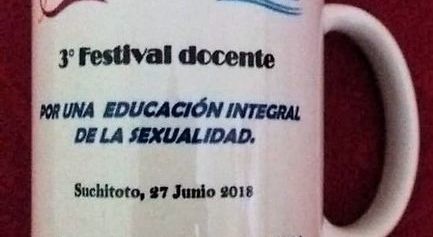 3° Festival docente
POR UNA EDUCACIÓN INTEGRAL
DE LA SEXUALIDAD.
Suchitoto, 27 Junio 2018